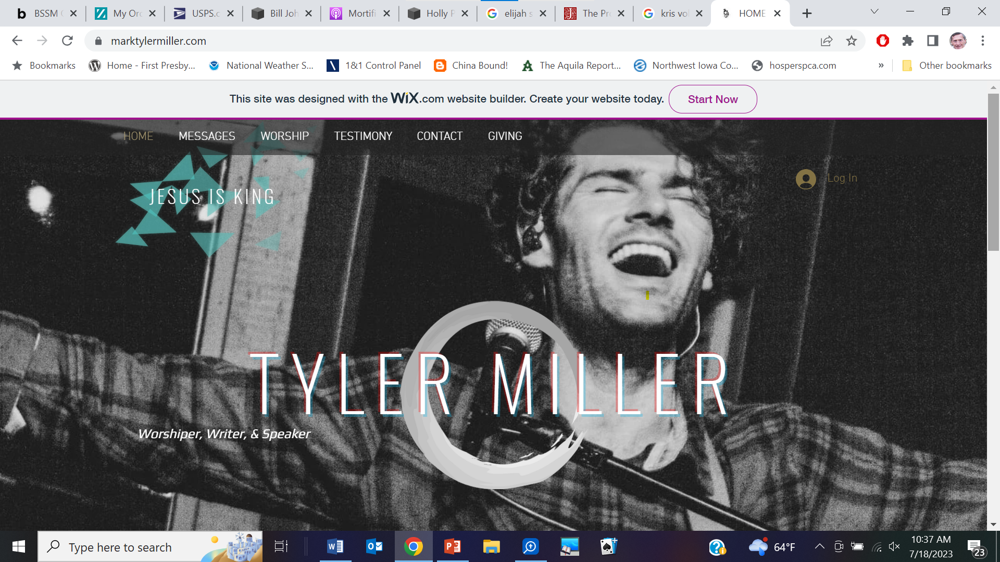 BSSM
My Orc
USPS.c
Bill Joh
Mortifi
Holly P
elijah s
The Pro
kris vol
HOME
marktylermiller.com
Bookmarks
Home - First Presby...
National Weather S...
1&1 Control Panel
China Bound!
The Aquila Report...
Northwest Iowa Co...
hosperspca.com
»
Other bookmarks
This site was designed with the WiX.com website builder. Create your website today.
Start Now
HOME
MESSAGES
WORSHIP
TESTIMONY
CONTACT
GIVING
Log In
JESUS IS KING
TYLER MILLER
Worshiper, Writer, & Speaker
Type here to search
64°F
10:37 AM
7/18/2023
23